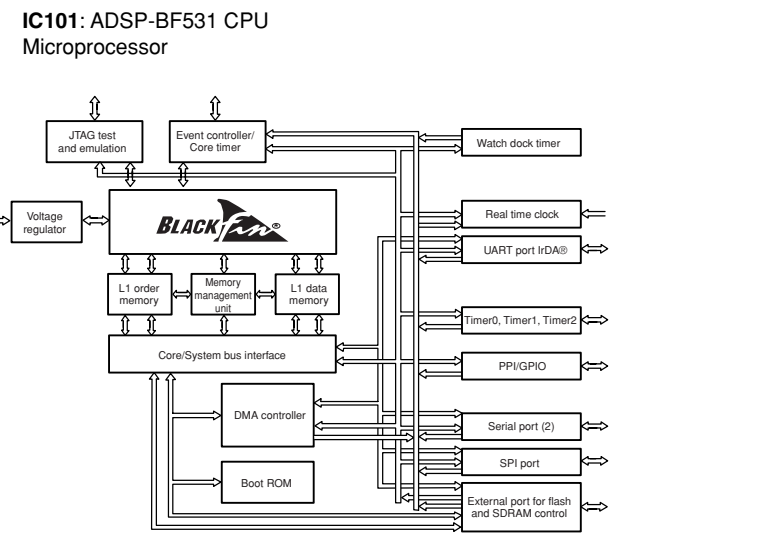 IC101: ADSP-BF531 CPU
Microprocessor
JTAG test
and emulation
Event controller/
Core timer
Watch dock timer
Voltage
regulator
BLACKfin®
Real time clock
UART port IrDA®
L1 order
memory
Memory
management
unit
L1 data
memory
Timer0, Timer1, Timer2
Core/System bus interface
PPI/GPIO
DMA controller
Serial port (2)
SPI port
Boot ROM
External port for flash
and SDRAM control